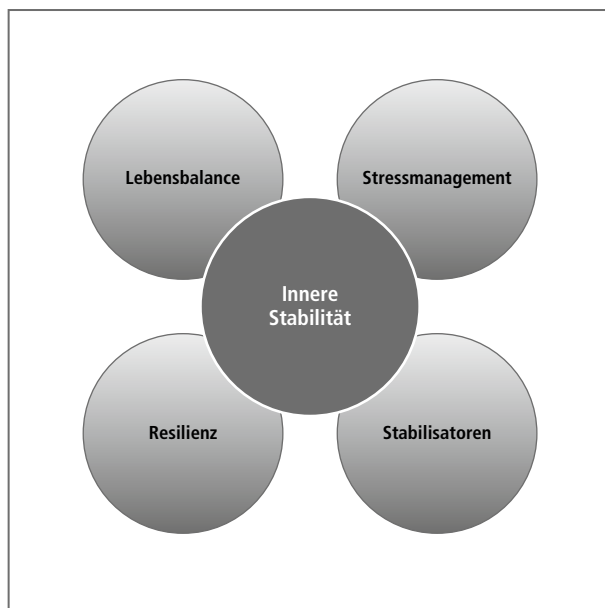 Lebensbalance
Stressmanagement
Innere
Stabilität
Resilienz
Stabilisatoren